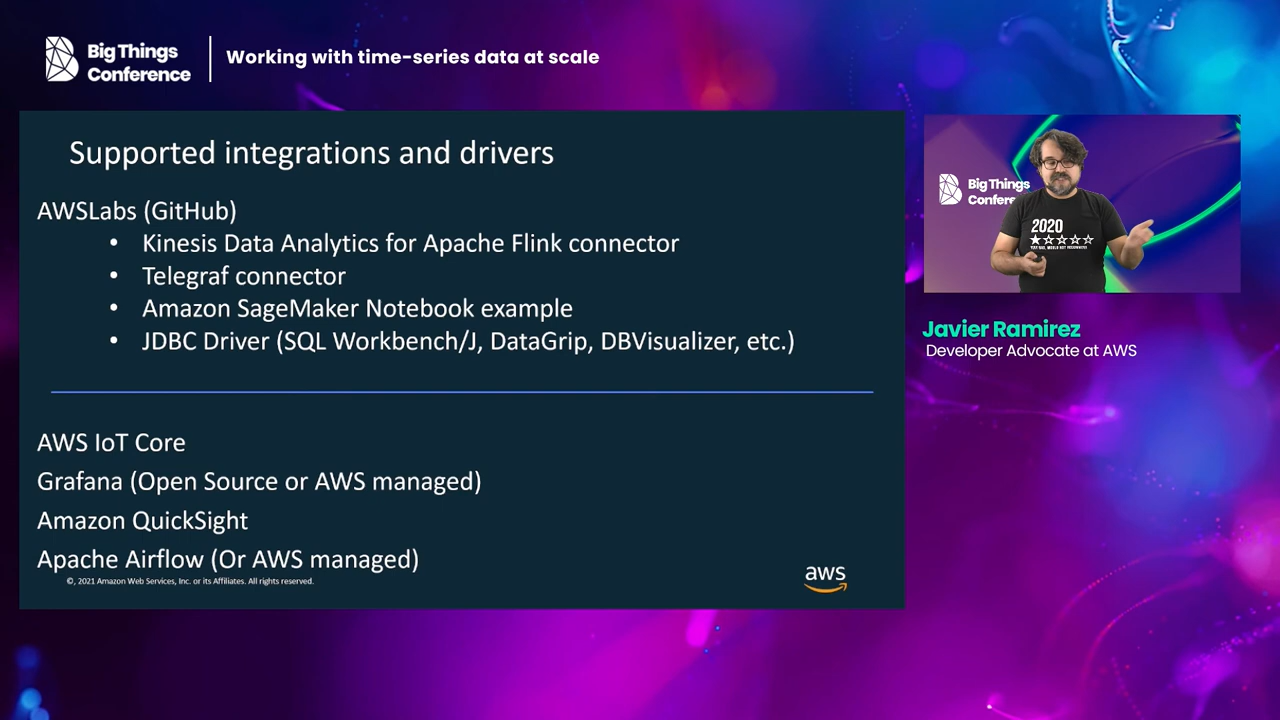 Big Things
Conference
Working with time-series data at scale
Supported integrations and drivers
AWSLabs (GitHub)
• Kinesis Data Analytics for Apache Flink connector
• Telegraf connector
• Amazon SageMaker Notebook example
• JDBC Driver (SQL Workbench/J, DataGrip, DBVisualizer, etc.)
AWS IoT Core
Grafana (Open Source or AWS managed)
Amazon QuickSight
Apache Airflow (Or AWS managed)
©, 2021 Amazon Web Services, Inc. or its Affiliates. All rights reserved.
aws
Big Things
Confere
2020
Javier Ramirez
Developer Advocate at AWS